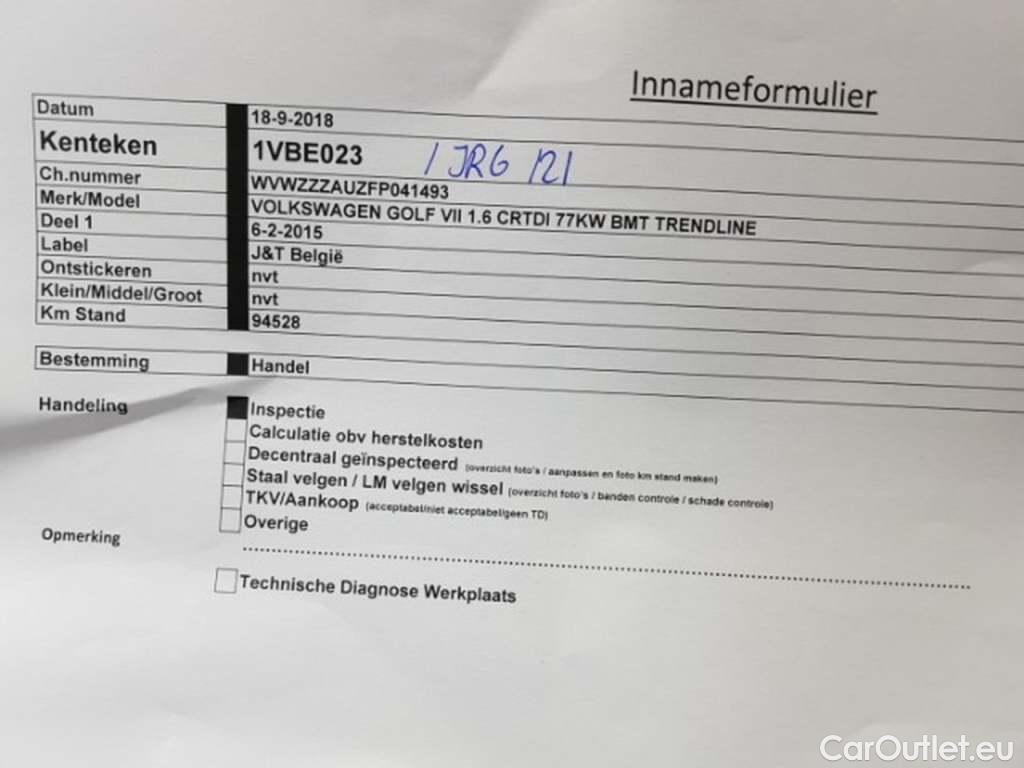 Innameformulier
Datum 18-9-2018
Kenteken 1VBE023 1JRG121
Ch.nummer WVWZZZAUZFP041493
Merk/Model VOLKSWAGEN GOLF VII 1.6 CRTDI 77KW BMT TRENDLINE
Deel 1 6-2-2015
Label J&T België
Ontstickeren nvt
Klein/Middel/Groot nvt
Km Stand 94528
Bestemming Handel
Handeling Inspectie
Calculatie obv herstelkosten
Decentraal geïnspecteerd (overzicht foto's / aanpassen en foto km stand maken)
Staal velgen / LM velgen wissel (overzicht foto's / banden controle / schade controle)
TKV/Aankoop (acceptabel/niet acceptabel/geen TD)
Overige
Opmerking
Technische Diagnose Werkplaats
CarOutlet.eu